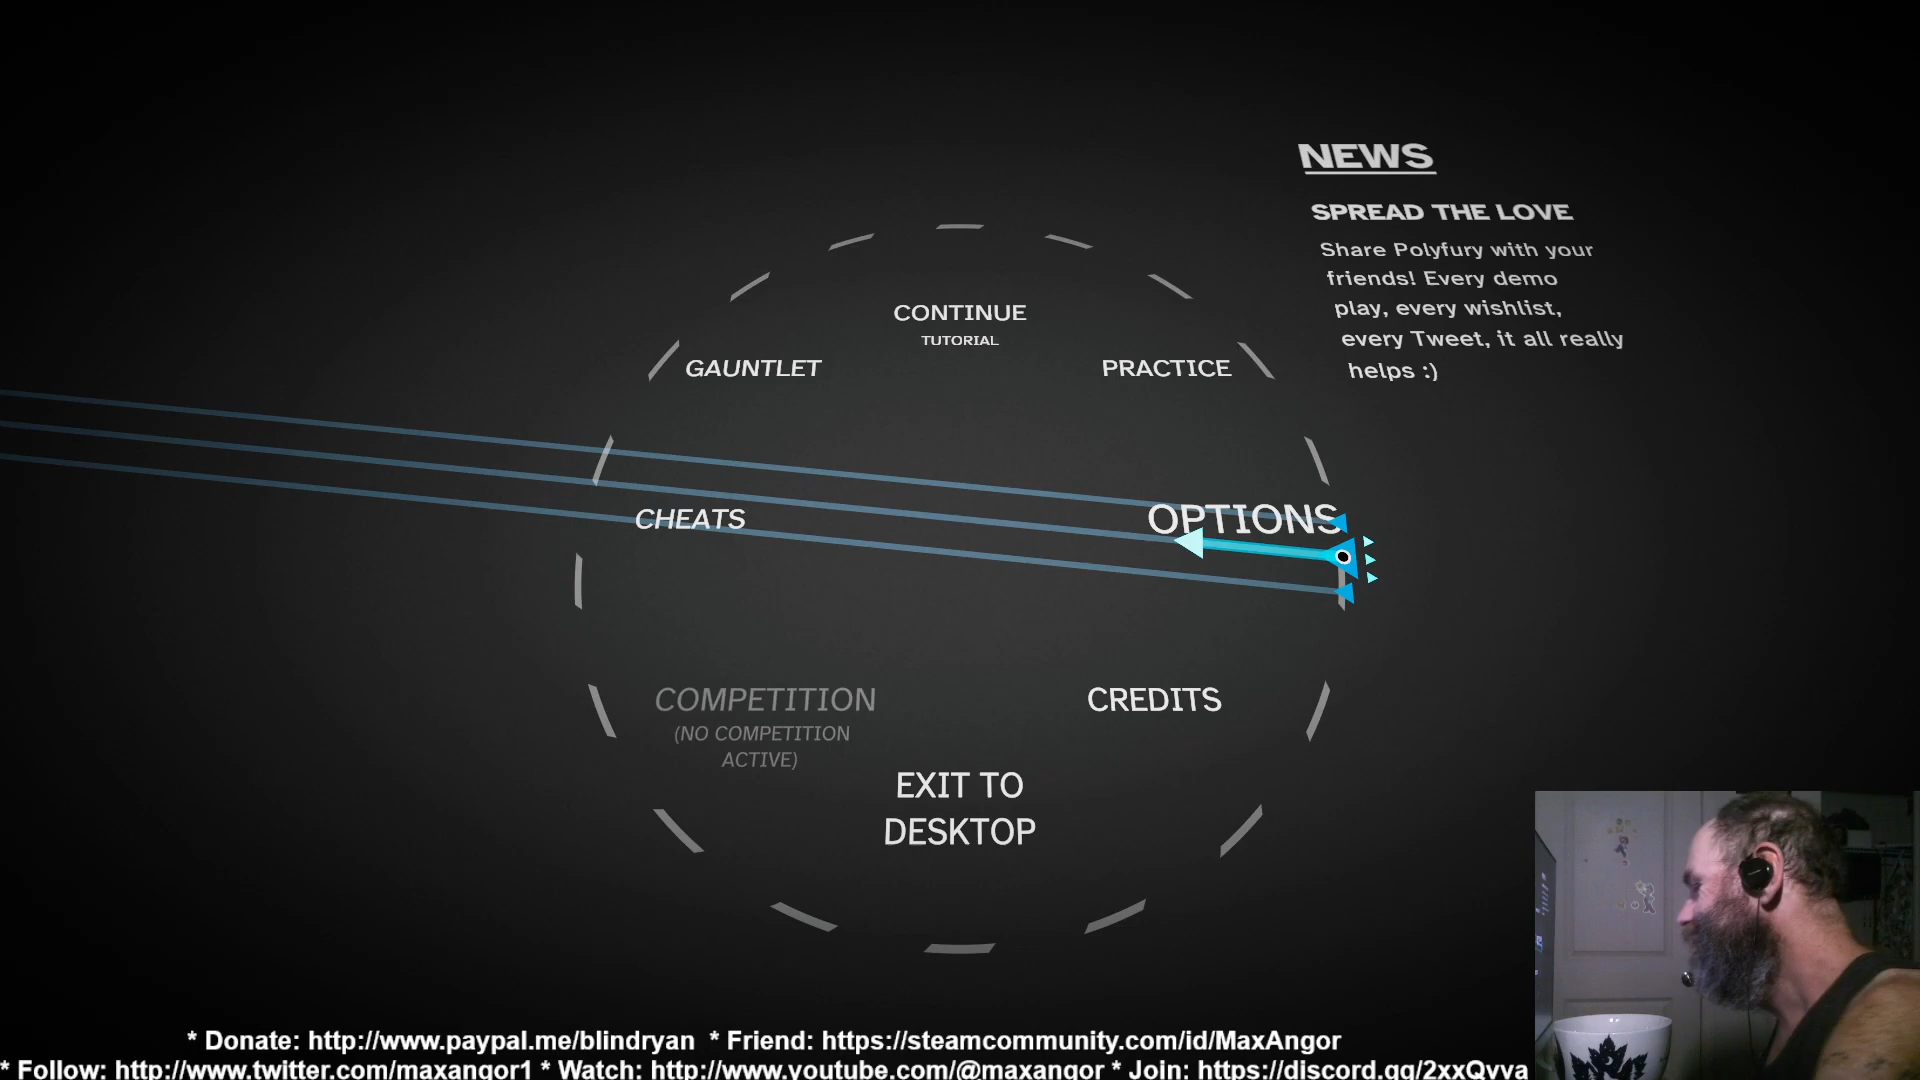 NEWS
SPREAD THE LOVE
Share Polyfury with your
friends! Every demo
play, every wishlist,
every Tweet, it all really
helps :)
CONTINUE
TUTORIAL
GAUNTLET
PRACTICE
CHEATS
OPTIONS
COMPETITION
(NO COMPETITION
ACTIVE)
CREDITS
EXIT TO
DESKTOP
* Donate: http://www.paypal.me/blindryan * Friend: https://steamcommunity.com/id/MaxAngor
* Follow: http://www.twitter.com/maxangor1 * Watch: http://www.youtube.com/@maxangor * Join: https://discord.gg/2xxQvva